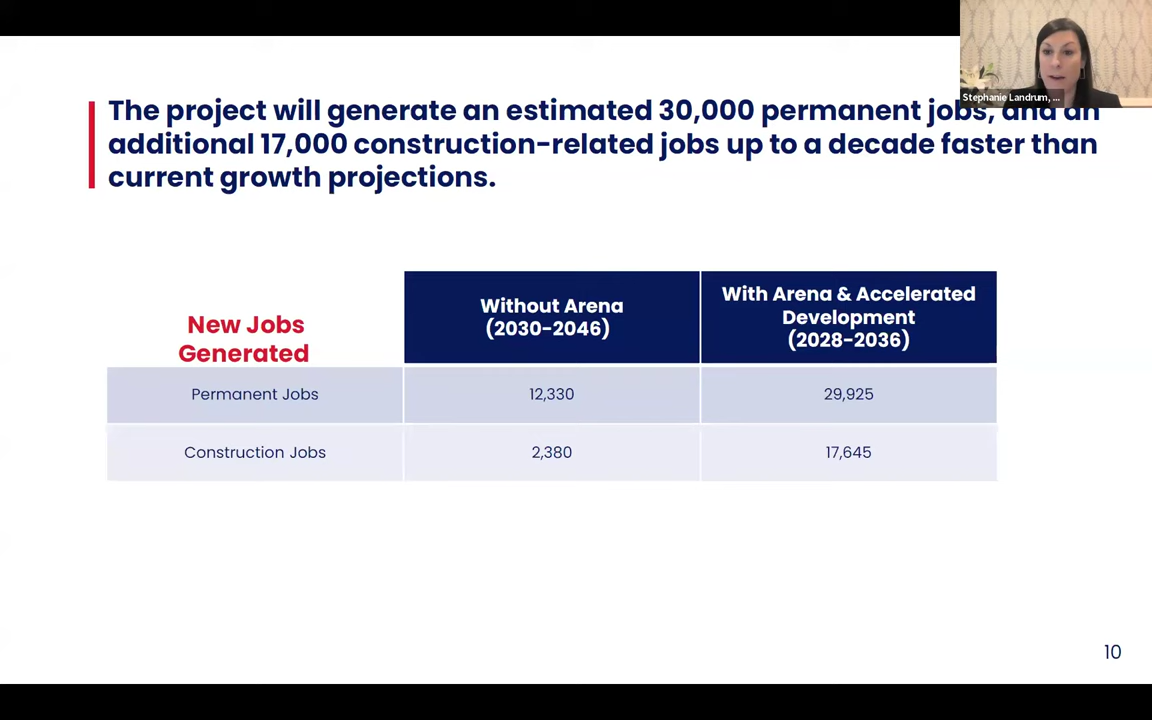 Stephanie Landrum, ...
The project will generate an estimated 30,000 permanent jobs, and an
additional 17,000 construction-related jobs up to a decade faster than
current growth projections.
New Jobs
Generated
Without Arena
(2030-2046)
With Arena & Accelerated
Development
(2028-2036)
Permanent Jobs
12,330
29,925
Construction Jobs
2,380
17,645
10